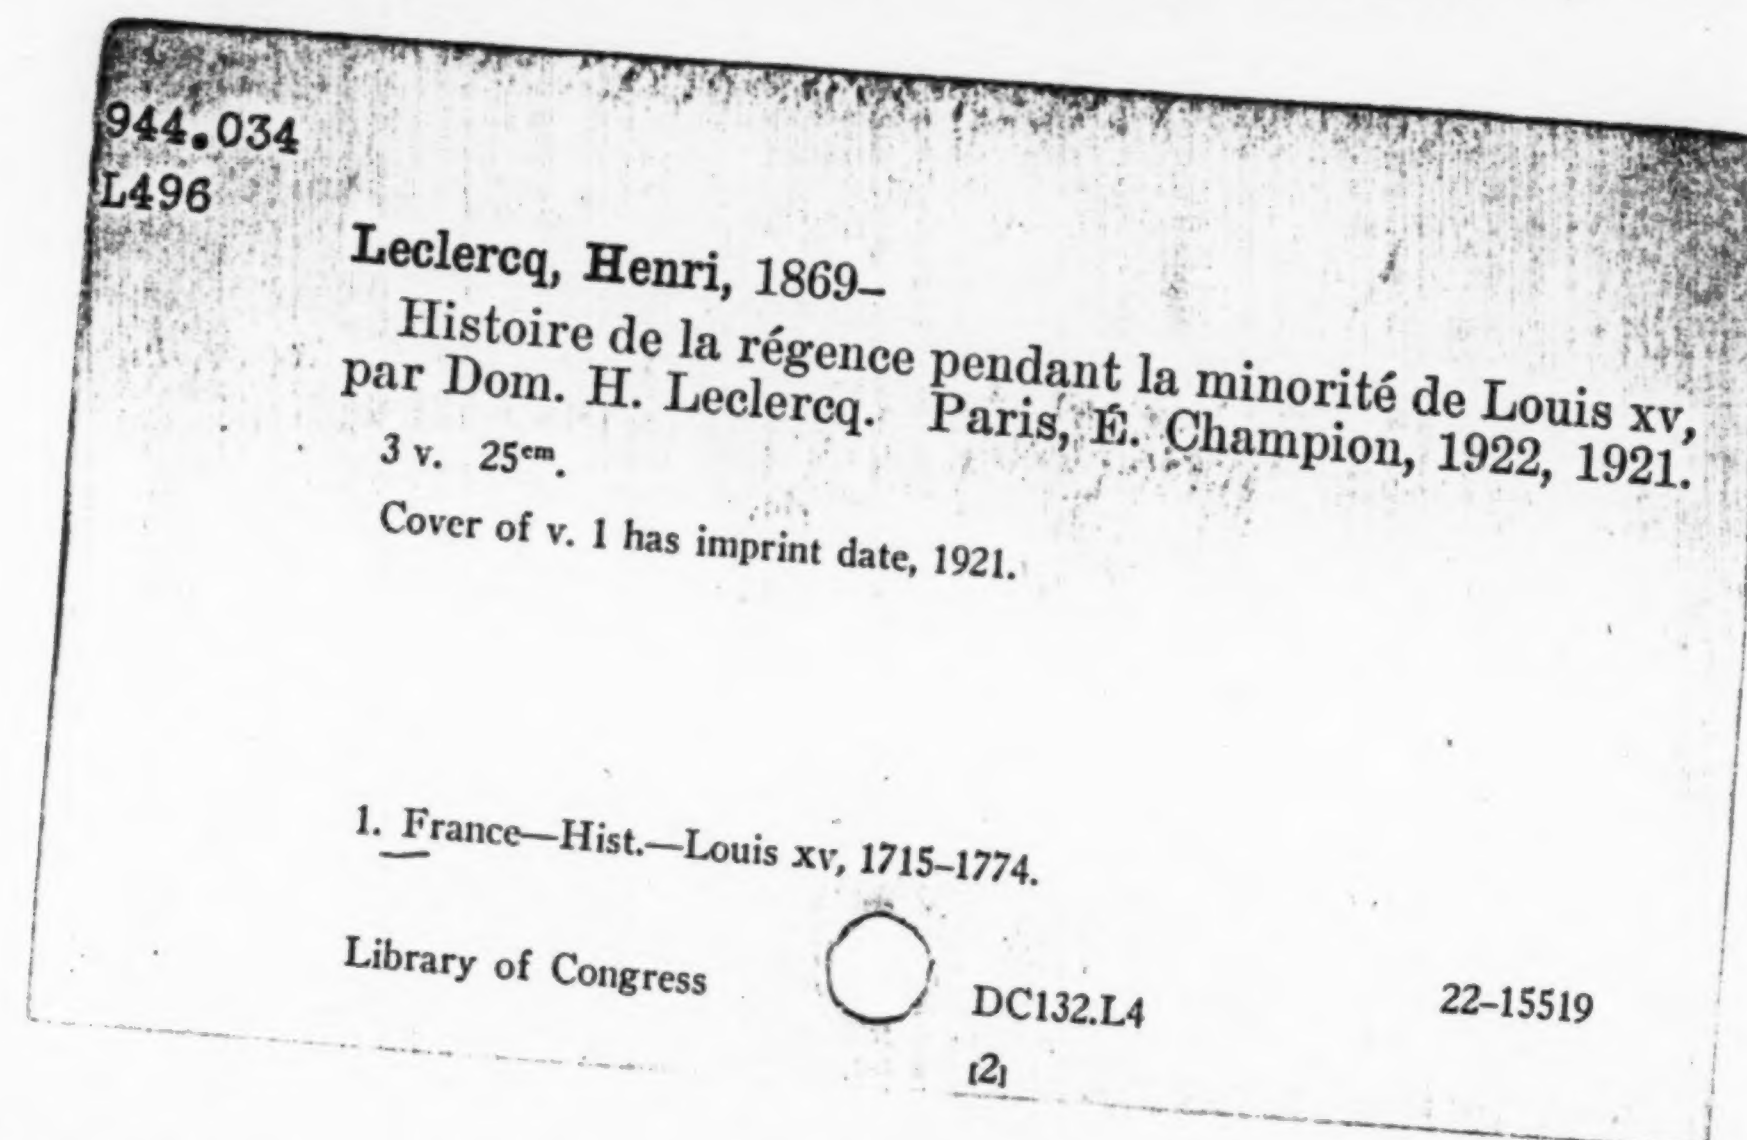 944.034
L496
Leclercq, Henri, 1869–
Histoire de la régence pendant la minorité de Louis xv,
par Dom. H. Leclercq. Paris, É. Champion, 1922, 1921.
3 v. 25cm.
Cover of v. 1 has imprint date, 1921.
1. France—Hist.—Louis xv, 1715–1774.
Library of Congress DC132.L4 22–15519
[2]